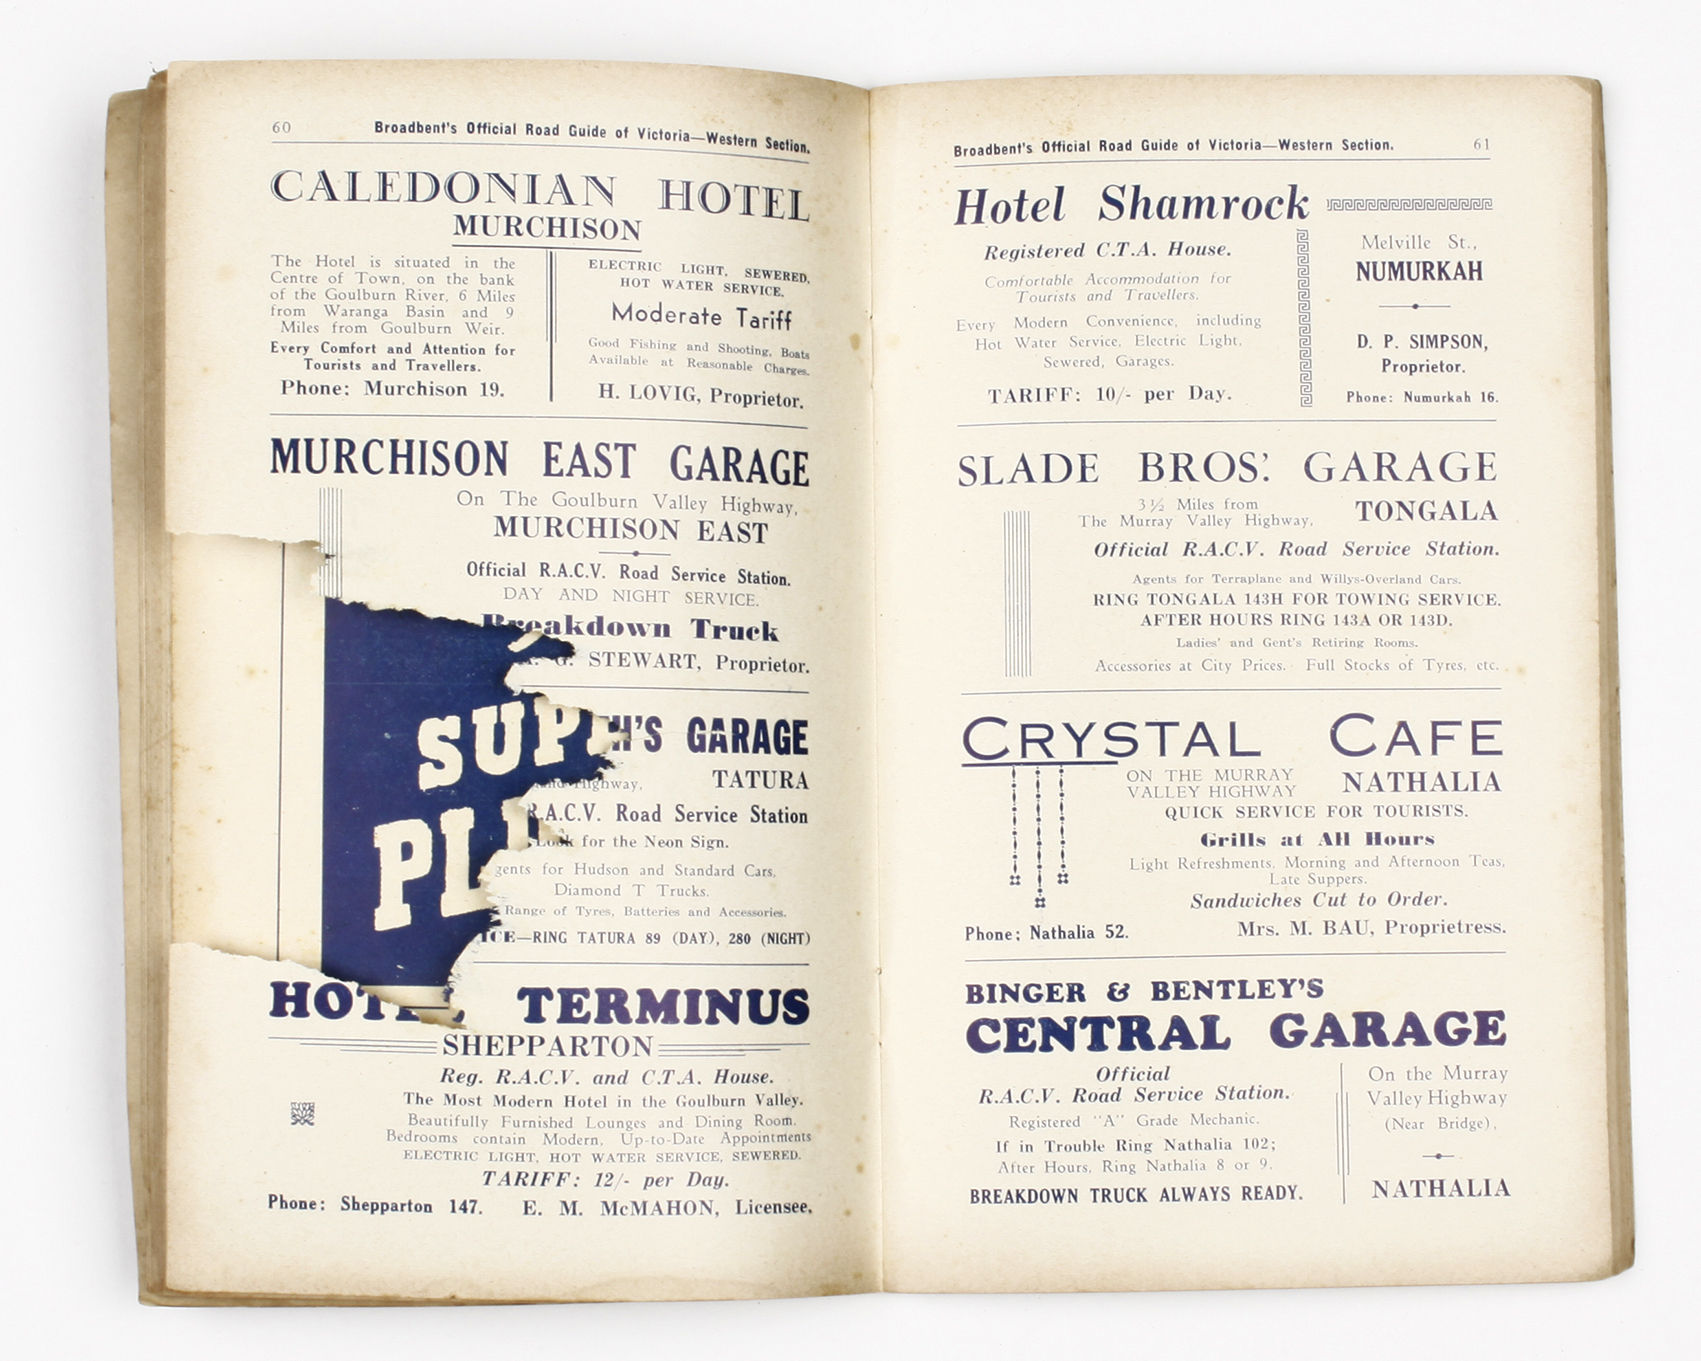 60
Broadbent's Official Road Guide of Victoria—Western Section.
CALEDONIAN HOTEL
MURCHISON
The Hotel is situated in the
Centre of Town, on the bank
of the Goulburn River, 6 Miles
from Waranga Basin and 9
Miles from Goulburn Weir.
Every Comfort and Attention for
Tourists and Travellers.
Phone: Murchison 19.
ELECTRIC LIGHT, SEWERED,
HOT WATER SERVICE.
Moderate Tariff
Good Fishing and Shooting, Boats
Available at Reasonable Charges.
H. LOVIG, Proprietor.
MURCHISON EAST GARAGE
On The Goulburn Valley Highway,
MURCHISON EAST
Official R.A.C.V. Road Service Station.
DAY AND NIGHT SERVICE.
Breakdown Truck
G. STEWART, Proprietor.
SUPE
PL
H'S GARAGE
Highway,
TATURA
R.A.C.V. Road Service Station
Look for the Neon Sign.
gents for Hudson and Standard Cars,
Diamond T Trucks.
Range of Tyres, Batteries and Accessories.
ICE—RING TATURA 89 (DAY), 280 (NIGHT)
HOTEL TERMINUS
SHEPPARTON
Reg. R.A.C.V. and C.T.A. House.
The Most Modern Hotel in the Goulburn Valley.
Beautifully Furnished Lounges and Dining Room.
Bedrooms contain Modern, Up-to-Date Appointments
ELECTRIC LIGHT, HOT WATER SERVICE, SEWERED.
TARIFF: 12/- per Day.
Phone: Shepparton 147. E. M. McMAHON, Licensee.
Broadbent's Official Road Guide of Victoria—Western Section.
61
Hotel Shamrock
Registered C.T.A. House.
Comfortable Accommodation for
Tourists and Travellers.
Every Modern Convenience, including
Hot Water Service, Electric Light,
Sewered, Garages.
TARIFF: 10/- per Day.
Melville St.,
NUMURKAH
D. P. SIMPSON,
Proprietor.
Phone: Numurkah 16.
SLADE BROS.' GARAGE
3½ Miles from
The Murray Valley Highway,
TONGALA
Official R.A.C.V. Road Service Station.
Agents for Terraplane and Willys-Overland Cars.
RING TONGALA 143H FOR TOWING SERVICE.
AFTER HOURS RING 143A OR 143D.
Ladies' and Gent's Retiring Rooms.
Accessories at City Prices. Full Stocks of Tyres, etc.
CRYSTAL CAFE
ON THE MURRAY
VALLEY HIGHWAY
NATHALIA
QUICK SERVICE FOR TOURISTS.
Grills at All Hours
Light Refreshments, Morning and Afternoon Teas,
Late Suppers.
Sandwiches Cut to Order.
Phone: Nathalia 52.
Mrs. M. BAU, Proprietress.
BINGER & BENTLEY'S
CENTRAL GARAGE
Official
R.A.C.V. Road Service Station.
Registered "A" Grade Mechanic.
If in Trouble Ring Nathalia 102;
After Hours, Ring Nathalia 8 or 9.
BREAKDOWN TRUCK ALWAYS READY.
On the Murray
Valley Highway
(Near Bridge),
NATHALIA